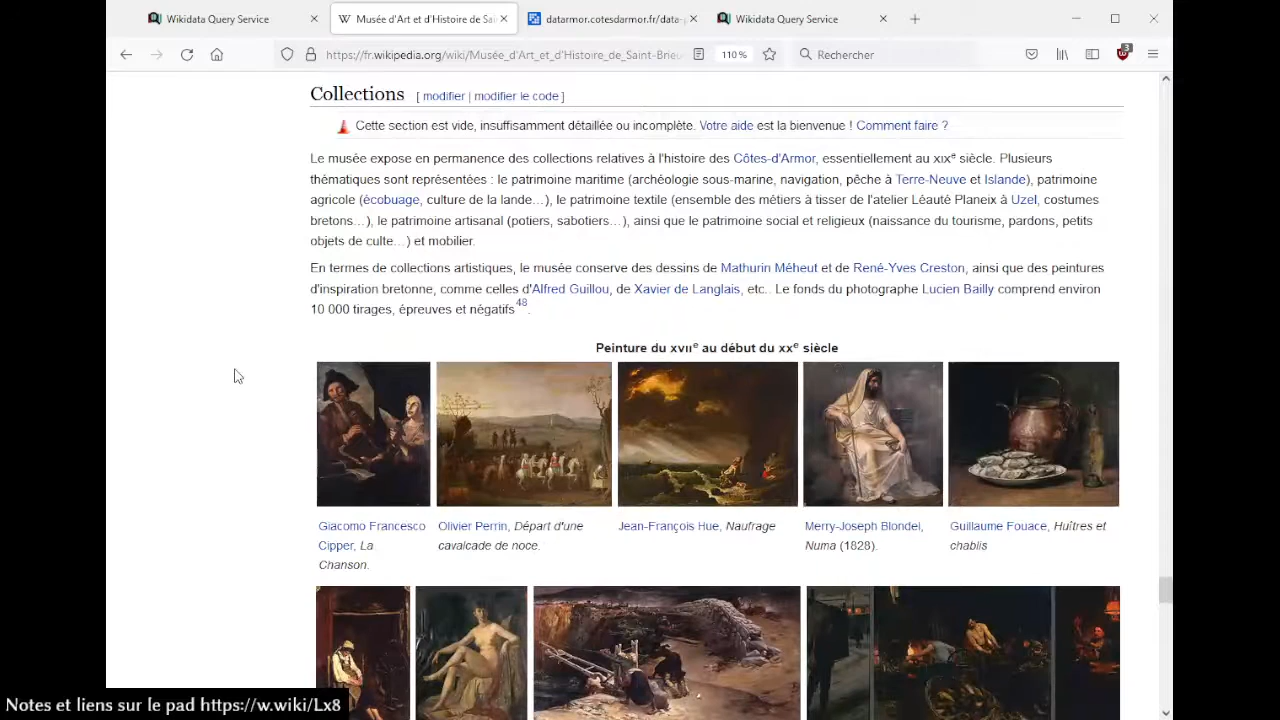 Wikidata Query Service
Musée d'Art et d'Histoire de Sai
datarmor.cotesdarmor.fr/data-
Wikidata Query Service
https://fr.wikipedia.org/wiki/Musée_d'Art_et_d'Histoire_de_Saint-Brieu
110 %
Rechercher
3
Collections [ modifier | modifier le code ]
Cette section est vide, insuffisamment détaillée ou incomplète. Votre aide est la bienvenue ! Comment faire ?
Le musée expose en permanence des collections relatives à l'histoire des Côtes-d'Armor, essentiellement au XIXe siècle. Plusieurs
thématiques sont représentées : le patrimoine maritime (archéologie sous-marine, navigation, pêche à Terre-Neuve et Islande), patrimoine
agricole (écobuage, culture de la lande…), le patrimoine textile (ensemble des métiers à tisser de l'atelier Léauté Planeix à Uzel, costumes
bretons…), le patrimoine artisanal (potiers, sabotiers…), ainsi que le patrimoine social et religieux (naissance du tourisme, pardons, petits
objets de culte…) et mobilier.
En termes de collections artistiques, le musée conserve des dessins de Mathurin Méheut et de René-Yves Creston, ainsi que des peintures
d'inspiration bretonne, comme celles d'Alfred Guillou, de Xavier de Langlais, etc.. Le fonds du photographe Lucien Bailly comprend environ
10 000 tirages, épreuves et négatifs48.
Peinture du XVIIe au début du XXe siècle
Giacomo Francesco
Cipper, La
Chanson.
Olivier Perrin, Départ d'une
cavalcade de noce.
Jean-François Hue, Naufrage
Merry-Joseph Blondel,
Numa (1828).
Guillaume Fouace, Huîtres et
chablis
Notes et liens sur le pad https://w.wiki/Lx8